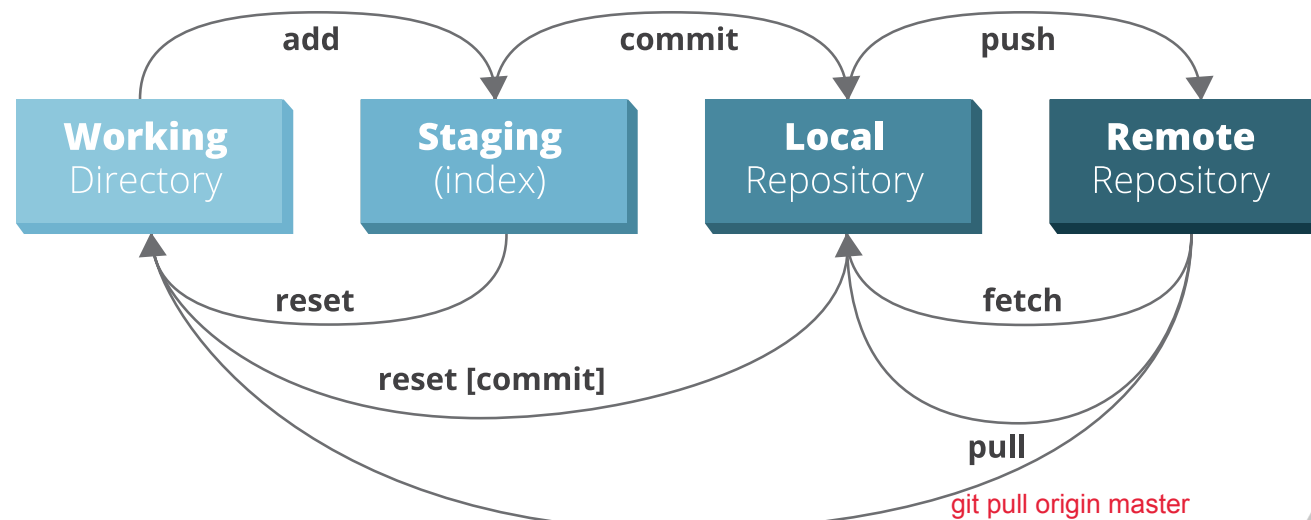 add
commit
push
Working
Directory
Staging
(index)
Local
Repository
Remote
Repository
reset
fetch
reset [commit]
pull
git pull origin master